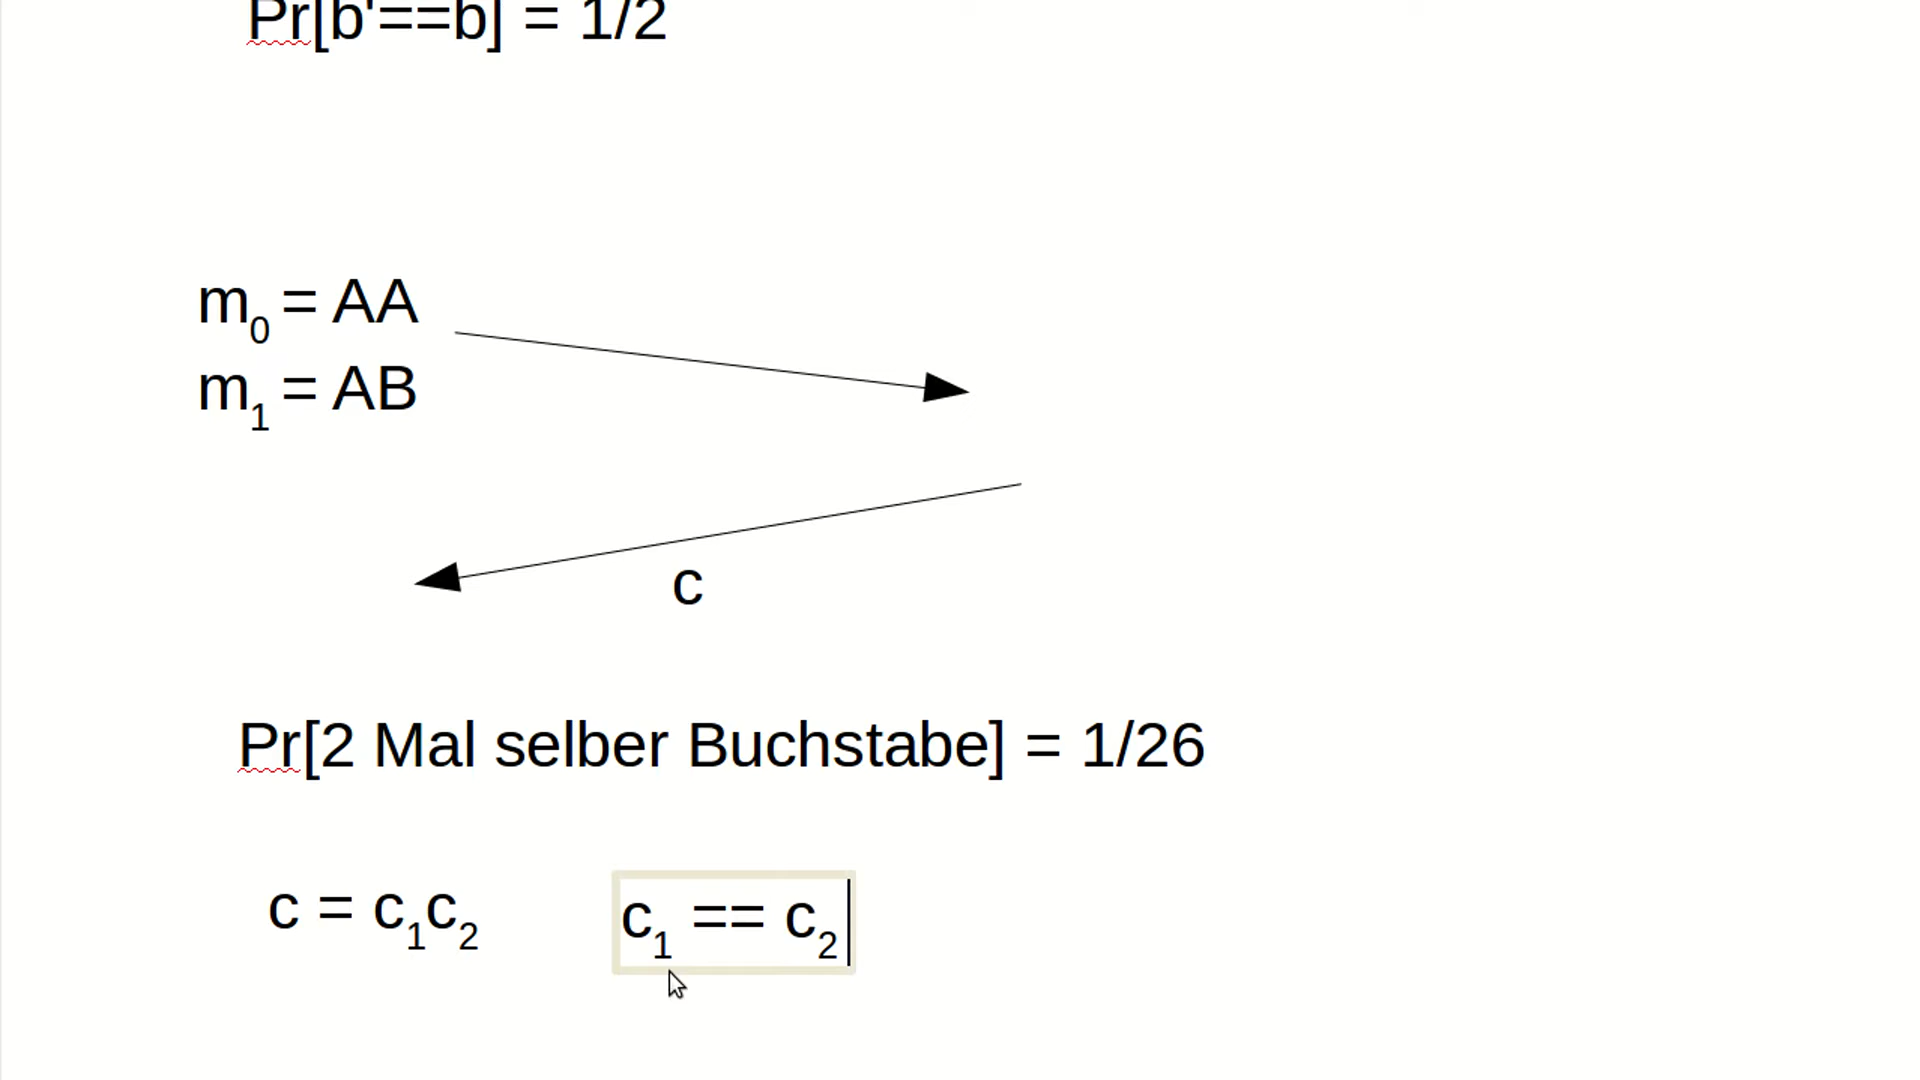 Pr[b'==b] = 1/2
m₀ = AA
m₁ = AB
c
Pr[2 Mal selber Buchstabe] = 1/26
c = c₁c₂
c₁ == c₂